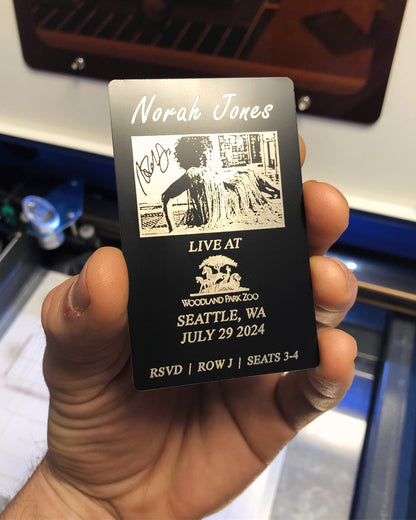 Norah Jones
LIVE AT
WOODLAND PARK ZOO
SEATTLE, WA
JULY 29 2024
RSVD | ROW J | SEATS 3-4